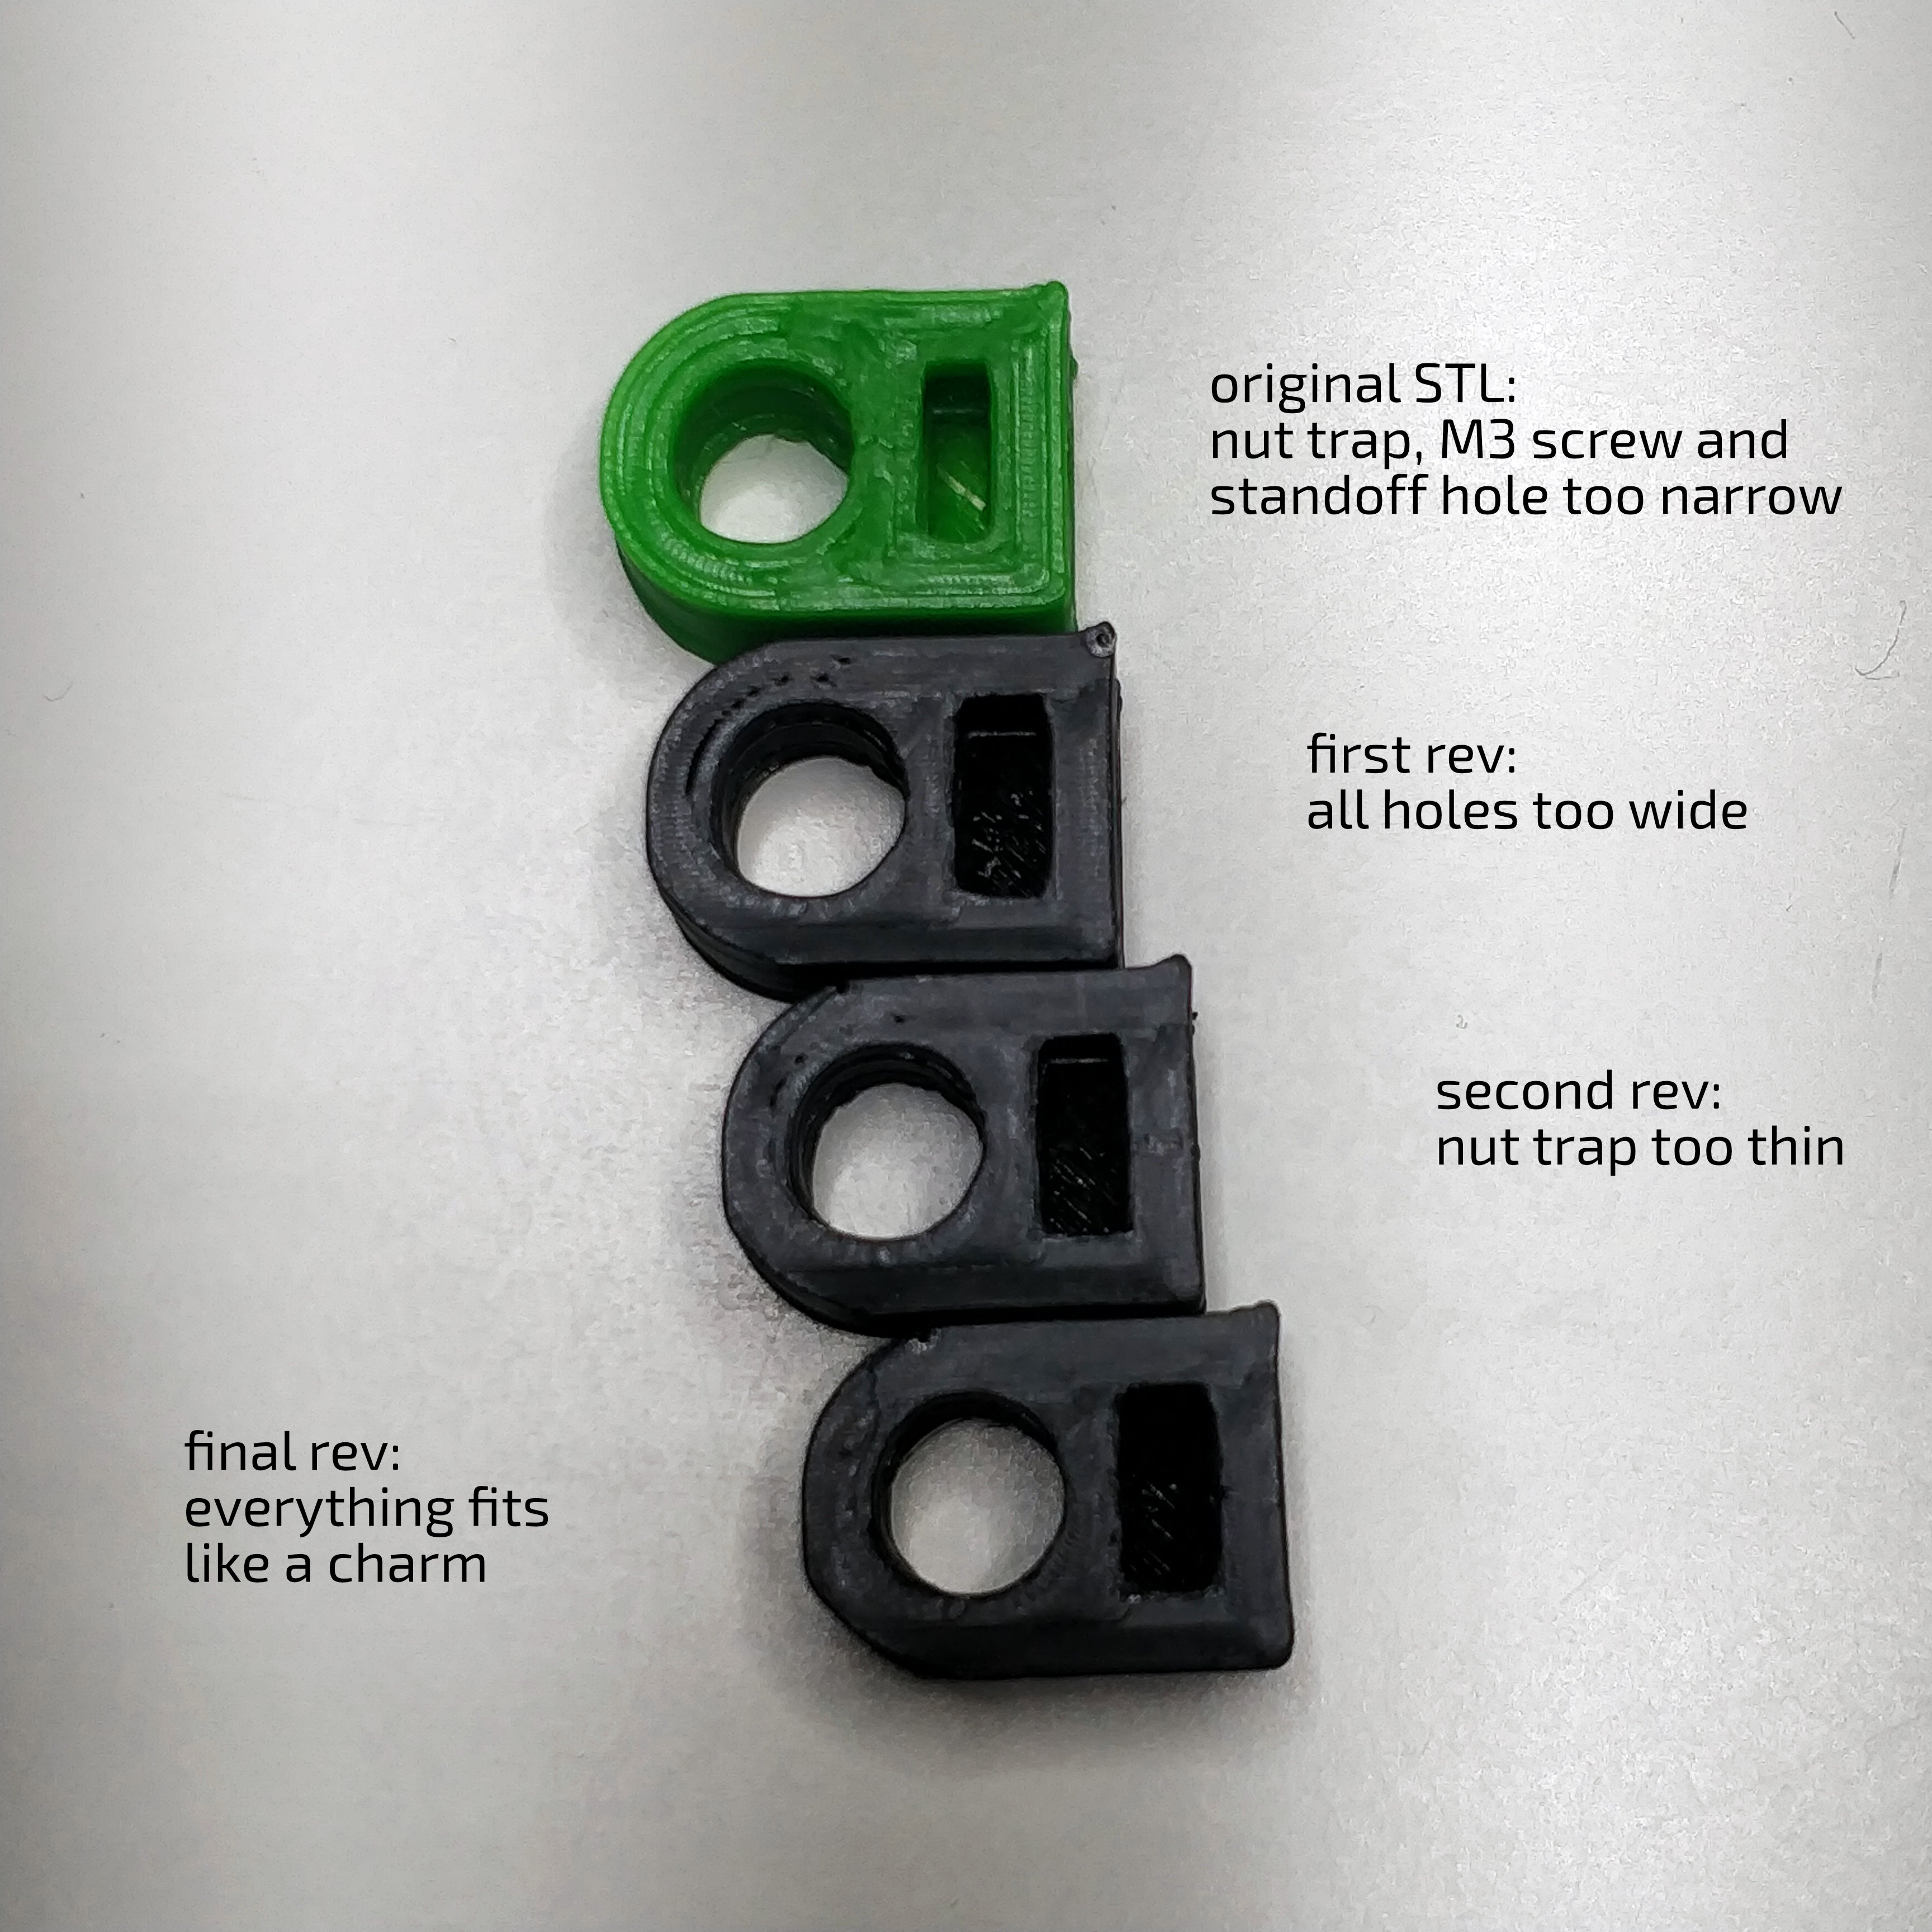 original STL:
nut trap, M3 screw and
standoff hole too narrow
first rev:
all holes too wide
second rev:
nut trap too thin
final rev:
everything fits
like a charm